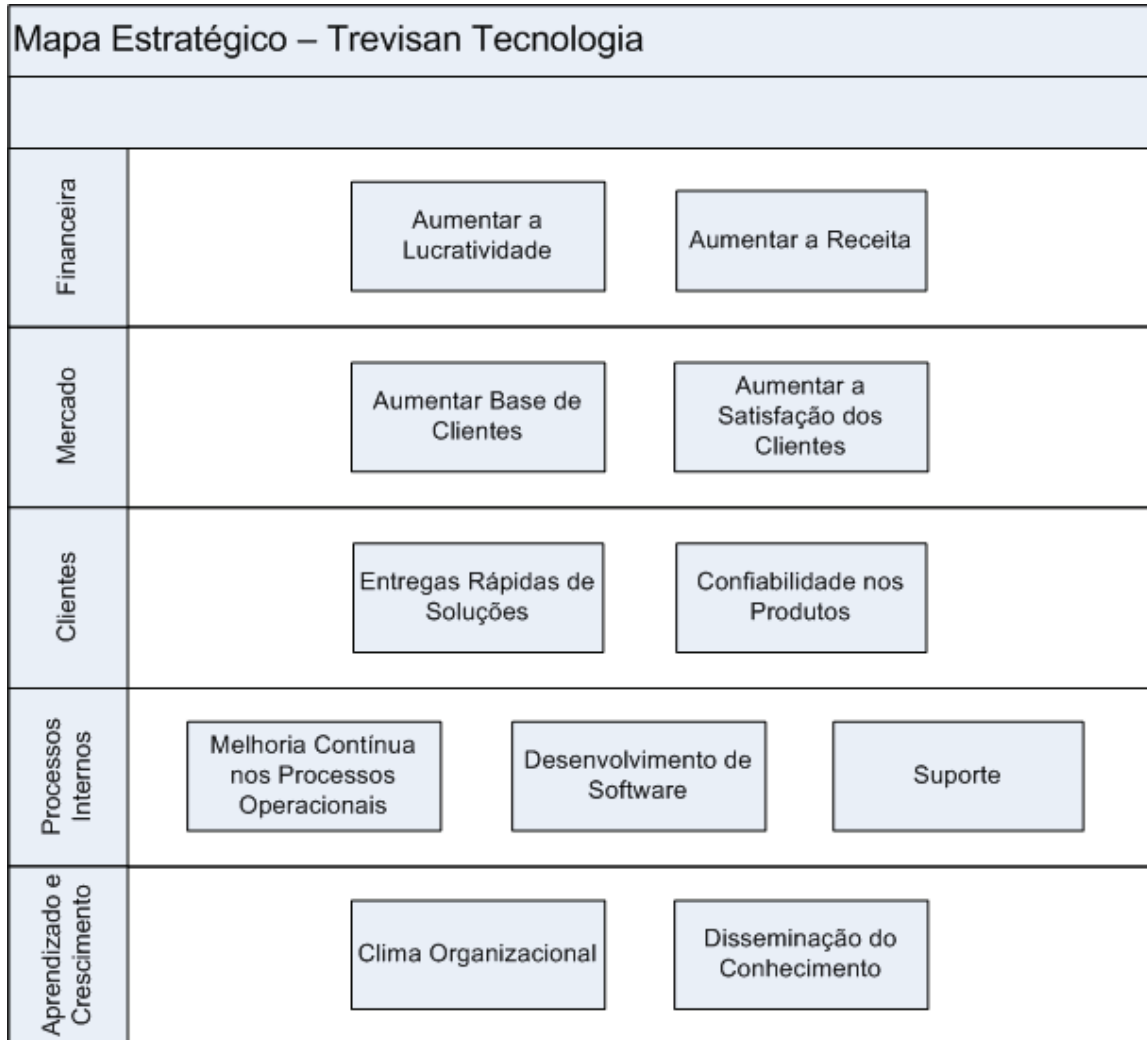 Mapa Estratégico – Trevisan Tecnologia
Financeira
Aumentar a
Lucratividade
Aumentar a Receita
Mercado
Aumentar Base de
Clientes
Aumentar a
Satisfação dos
Clientes
Clientes
Entregas Rápidas de
Soluções
Confiabilidade nos
Produtos
Processos
Internos
Melhoria Contínua
nos Processos
Operacionais
Desenvolvimento de
Software
Suporte
Aprendizado e
Crescimento
Clima Organizacional
Disseminação do
Conhecimento